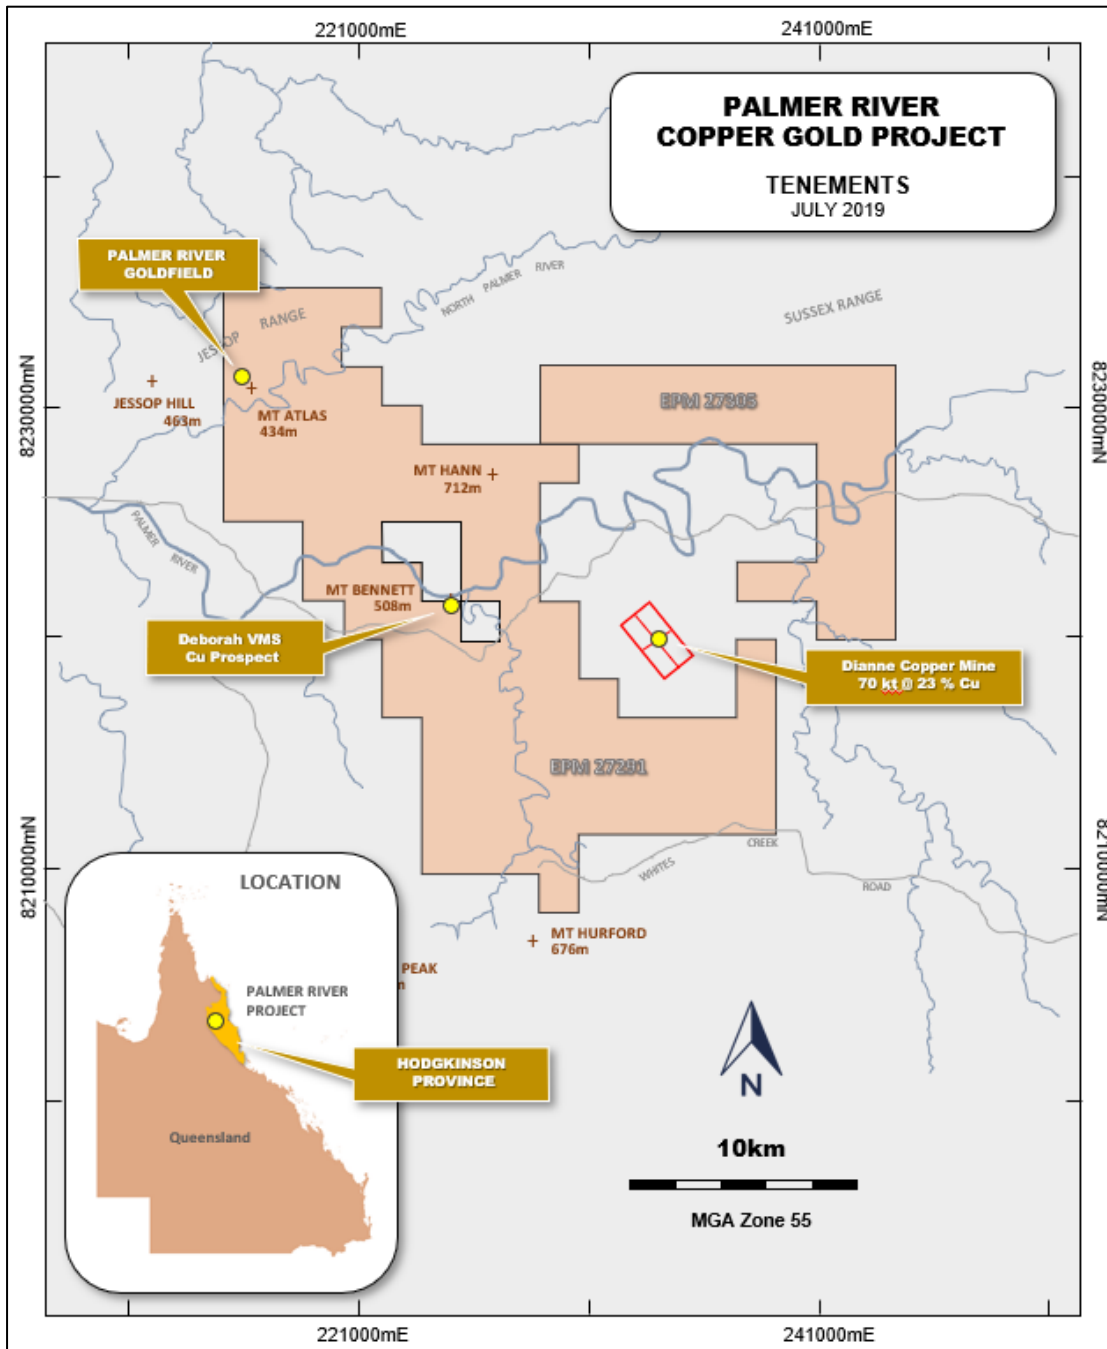 221000mE
241000mE
PALMER RIVER
COPPER GOLD PROJECT
TENEMENTS
JULY 2019
PALMER RIVER
GOLDFIELD
NORTH PALMER RIVER
SUSSEX RANGE
JESSOP RANGE
8230000mN
8230000mN
JESSOP HILL
463m
MT ATLAS
434m
EPM 27305
MT HANN
712m
PALMER RIVER
MT BENNETT
508m
Deborah VMS
Cu Prospect
Dianne Copper Mine
70 kt @ 23 % Cu
EPM 27291
8210000mN
8210000mN
WHITES CREEK ROAD
MT HURFORD
676m
PEAK
LOCATION
PALMER RIVER
PROJECT
HODGKINSON
PROVINCE
Queensland
N
10km
MGA Zone 55
221000mE
241000mE